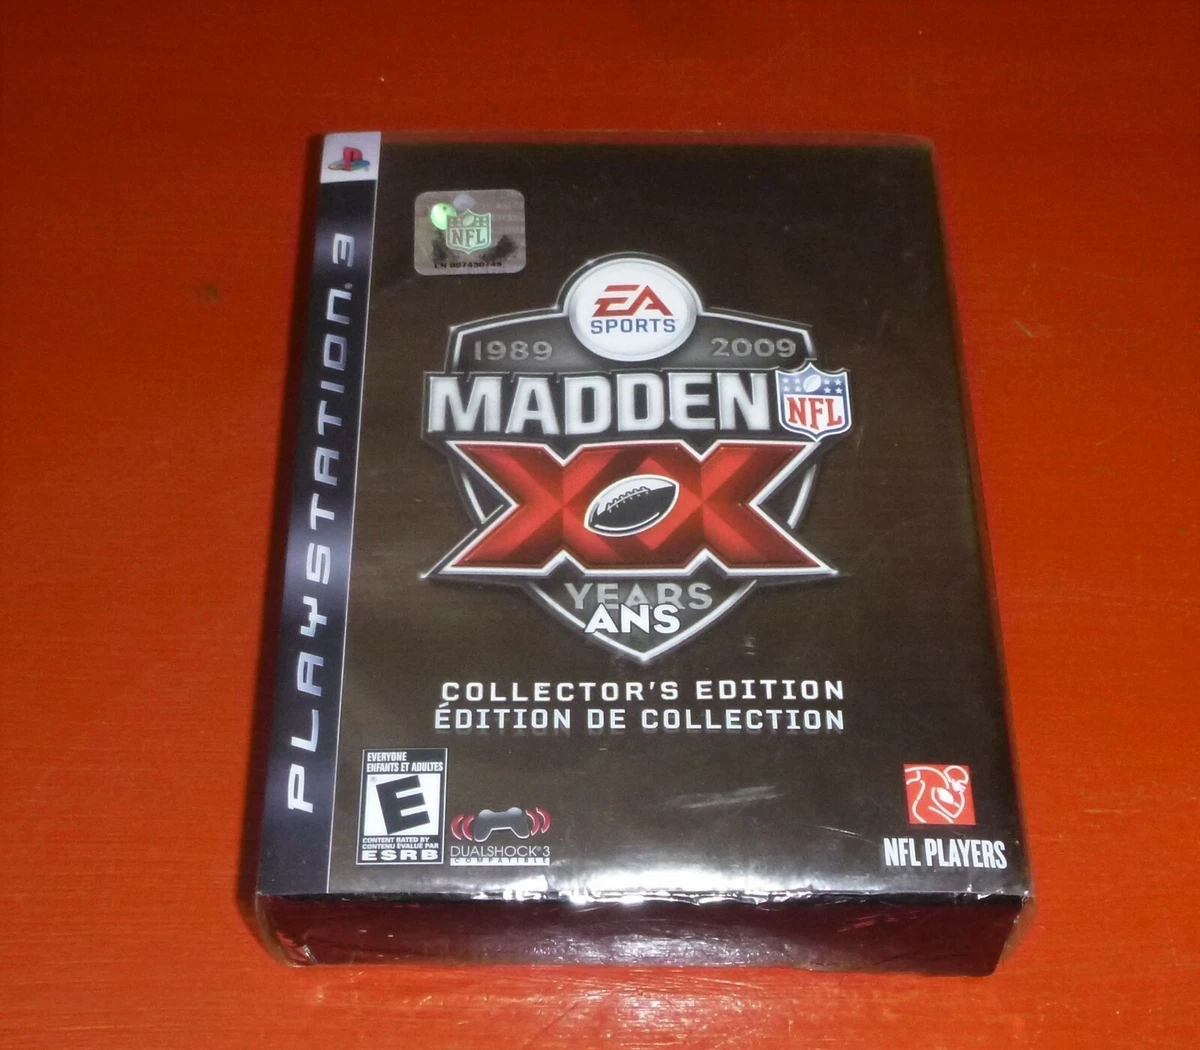 PLAYSTATION 3
NFL
EA
SPORTS
1989 2009
MADDEN
NFL
XX
YEARS
ANS
COLLECTOR'S EDITION
ÉDITION DE COLLECTION
EVERYONE
ENFANTS ET ADULTES
E
CONTENT RATED BY
CONTENU ÉVALUÉ PAR
ESRB
DUALSHOCK 3
COMPATIBLE
NFL PLAYERS